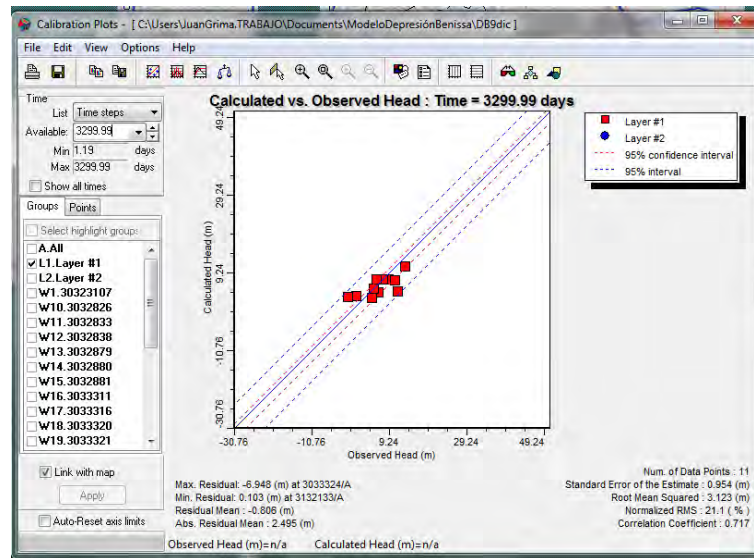 Calibration Plots - [ C:\Users\JuanGrima.TRABAJO\Documents\ModeloDepresiónBenissa\DB9dic ]
File Edit View Options Help
Time
List Time steps
Available: 3299.99
Min 1.19 days
Max 3299.99 days
Show all times
Groups Points
Select highlight group:
A.All
L1.Layer #1
L2.Layer #2
W1.30323107
W10.3032826
W11.3032833
W12.3032838
W13.3032879
W14.3032880
W15.3032881
W16.3033311
W17.3033316
W18.3033320
W19.3033321
Link with map
Apply
Auto-Reset axis limits
Calculated vs. Observed Head : Time = 3299.99 days
Calculated Head (m)
49.24
29.24
9.24
-10.76
-30.76
-30.76 -10.76 9.24 29.24 49.24
Observed Head (m)
Layer #1
Layer #2
95% confidence interval
95% interval
Max. Residual: -6.948 (m) at 3033324/A
Min. Residual: 0.103 (m) at 3132133/A
Residual Mean : -0.806 (m)
Abs. Residual Mean : 2.495 (m)
Num. of Data Points : 11
Standard Error of the Estimate : 0.954 (m)
Root Mean Squared : 3.123 (m)
Normalized RMS : 21.1 ( % )
Correlation Coefficient : 0.717
Observed Head (m)=n/a Calculated Head (m)=n/a